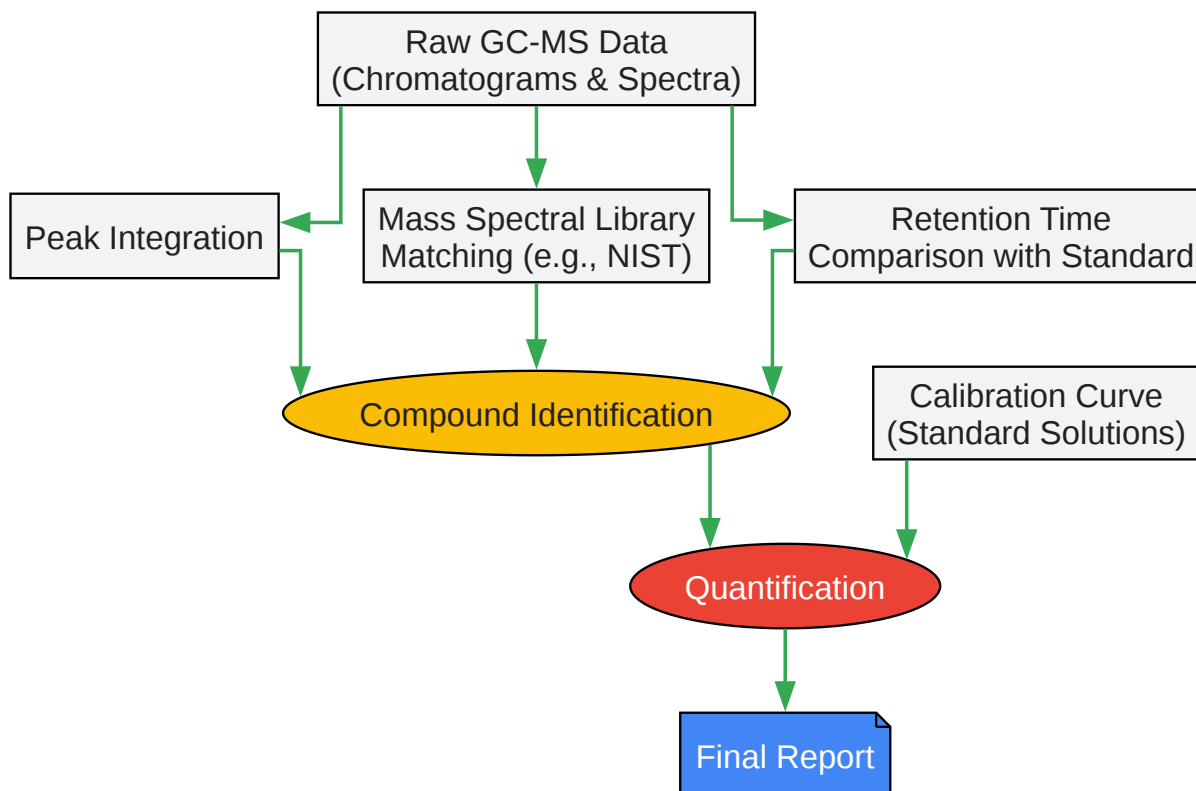 Raw GC-MS Data
(Chromatograms & Spectra)
Peak Integration
Mass Spectral Library
Matching (e.g., NIST)
Retention Time
Comparison with Standard
Compound Identification
Calibration Curve
(Standard Solutions)
Quantification
Final Report